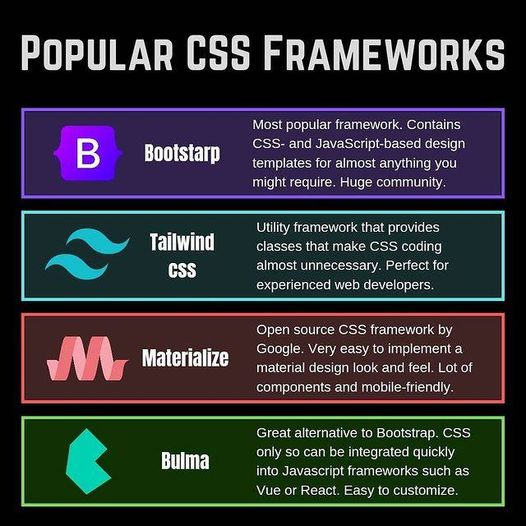 POPULAR CSS FRAMEWORKS
B
Bootstarp
Most popular framework. Contains
CSS- and JavaScript-based design
templates for almost anything you
might require. Huge community.
Tailwind
css
Utility framework that provides
classes that make CSS coding
almost unnecessary. Perfect for
experienced web developers.
Materialize
Open source CSS framework by
Google. Very easy to implement a
material design look and feel. Lot of
components and mobile-friendly.
Bulma
Great alternative to Bootstrap. CSS
only so can be integrated quickly
into Javascript frameworks such as
Vue or React. Easy to customize.